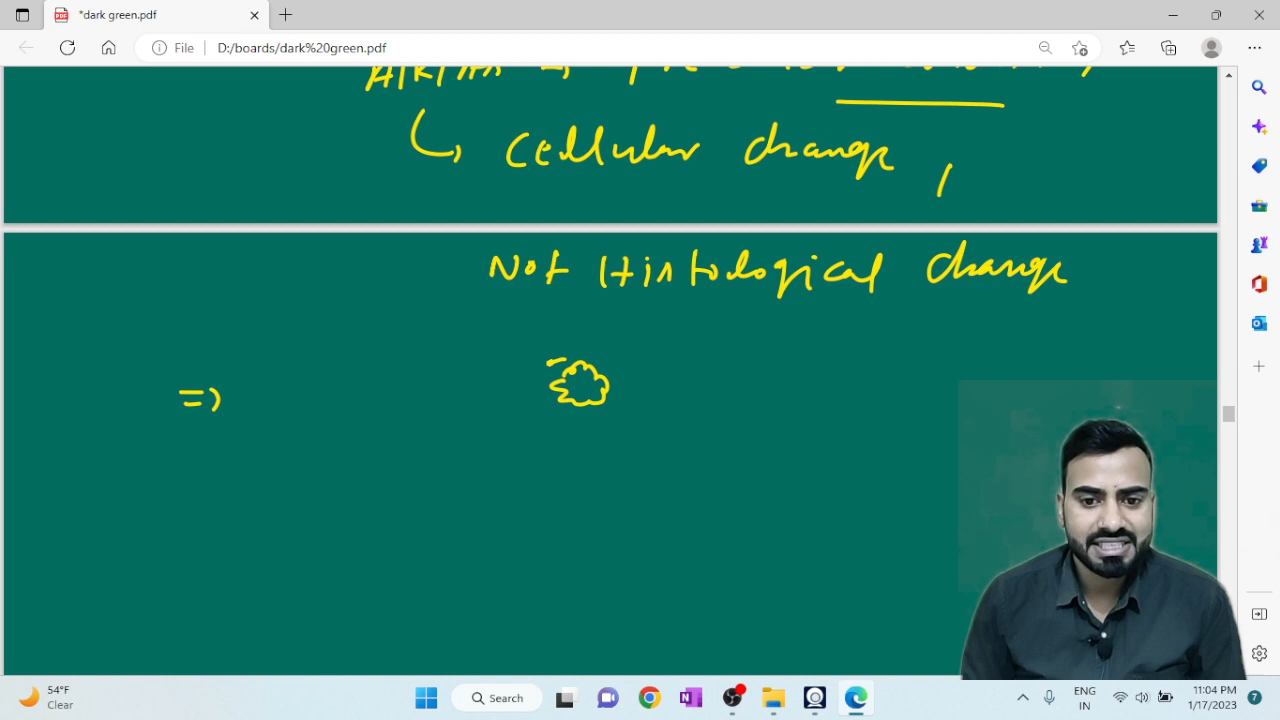 *dark green.pdf
File D:/boards/dark%20green.pdf
cellular change,
Not Histological change
=>
54°F
Clear
Search
ENG
IN
11:04 PM
1/17/2023
7